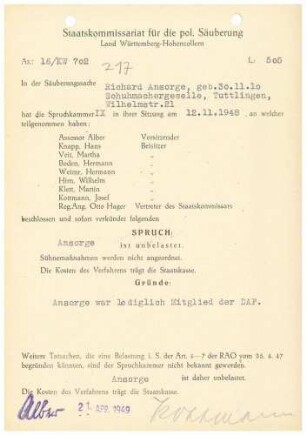 Staatskommissariat für die pol. Säuberung
Land Württemberg-Hohenzollern
Az: 16/KW 702
L 505
217
In der Säuberungssache
Richard Ansorge, geb.30.11.10
Schuhmachergeselle, Tuttlingen,
Wilhelmstr.21
hat die Spruchkammer IX in ihrer Sitzung am 12.11.1948, an welcher
teilgenommen haben:
Assessor Alber Vorsitzender
Knapp, Hans Beisitzer
Veit, Martha "
Boden, Hermann "
Weizer, Hermann "
Hirn, Wilhelm "
Klett, Martin "
Kottmann, Josef "
Reg.Ang. Otto Hager Vertreter des Staatskommissars
beschlossen und sofort verkündet folgenden
SPRUCH:
Ansorge
ist unbelastet.
Sühnemaßnahmen werden nicht angeordnet.
Die Kosten des Verfahrens trägt die Staatskasse.
Gründe:
Ansorge war lediglich Mitglied der DAF.
Weitere Tatsachen, die eine Belastung i. S. der Art. 4-7 der RAO vom 25. 4. 47
begründen könnten, sind der Spruchkammer nicht bekannt geworden.
Ansorge ist daher unbelastet.
Die Kosten des Verfahrens trägt die Staatskasse.
Alber 21. APR. 1949 Kottmann